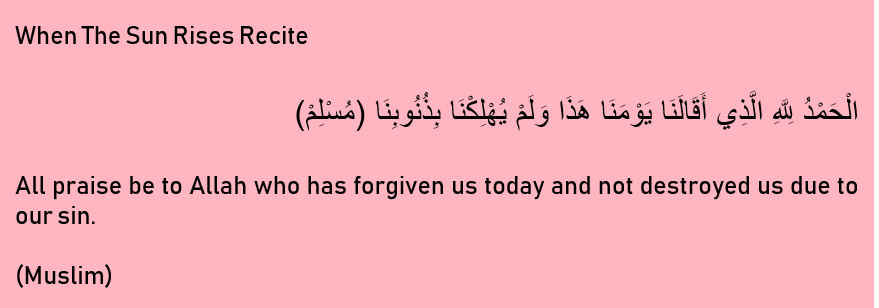 When The Sun Rises Recite
الْحَمْدُ لِلَّهِ الَّذِي أَقَالَنَا يَوْمَنَا هَذَا وَلَمْ يُهْلِكْنَا بِذُنُوبِنَا (مُسْلِمْ)
All praise be to Allah who has forgiven us today and not destroyed us due to
our sin.
(Muslim)